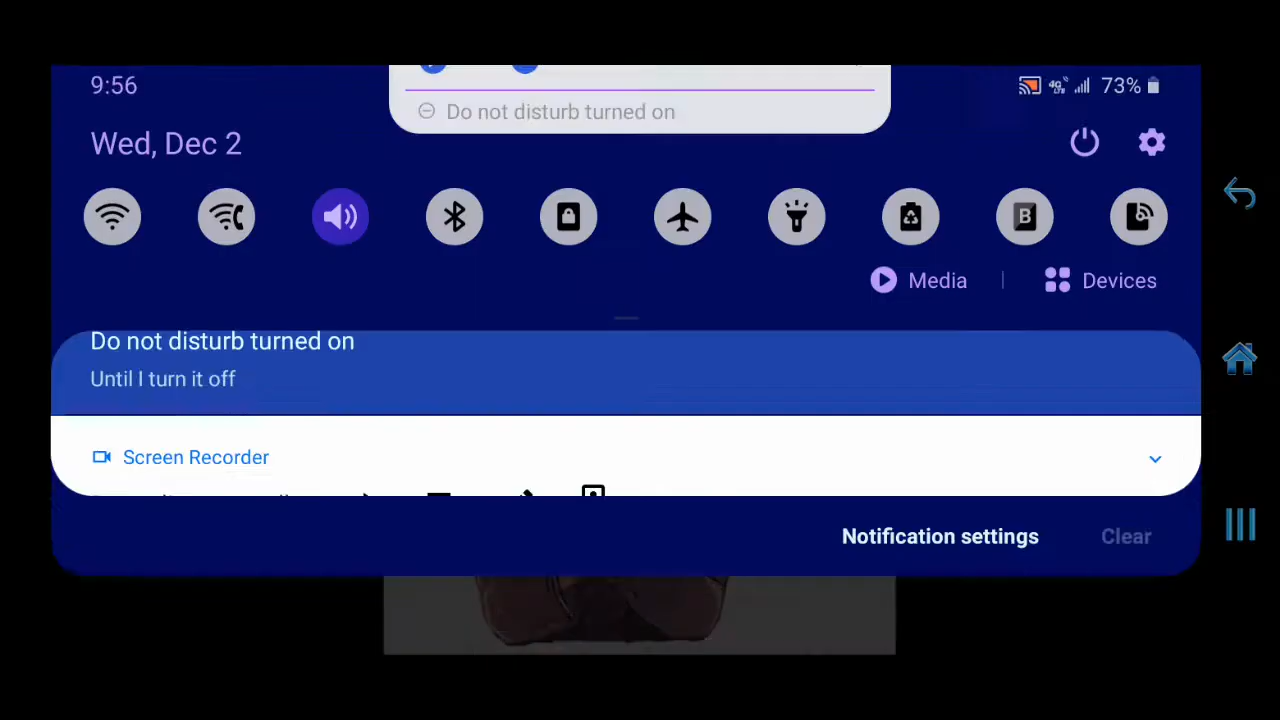 9:56
Do not disturb turned on
4G
73%
Wed, Dec 2
B
Media
Devices
Do not disturb turned on
Until I turn it off
Screen Recorder
Notification settings
Clear